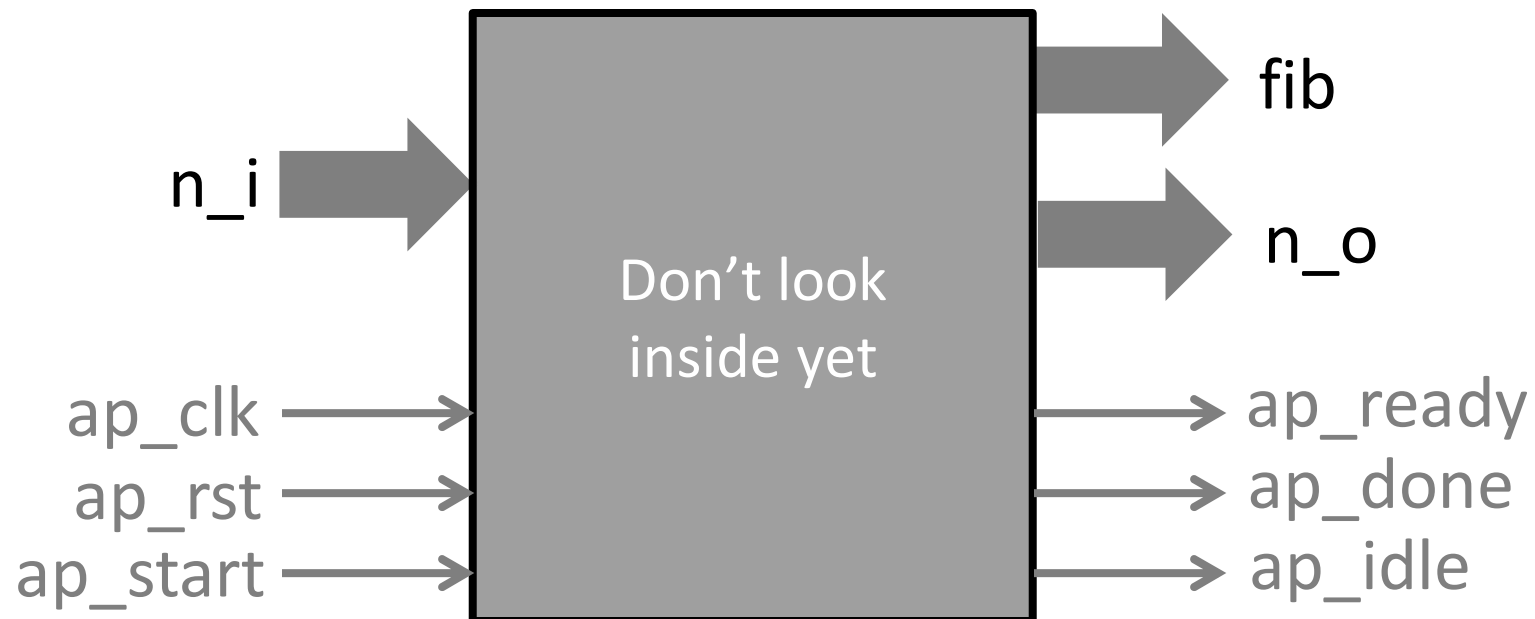 fib
n_i
n_o
Don't look
inside yet
ap_clk
ap_ready
ap_rst
ap_done
ap_start
ap_idle